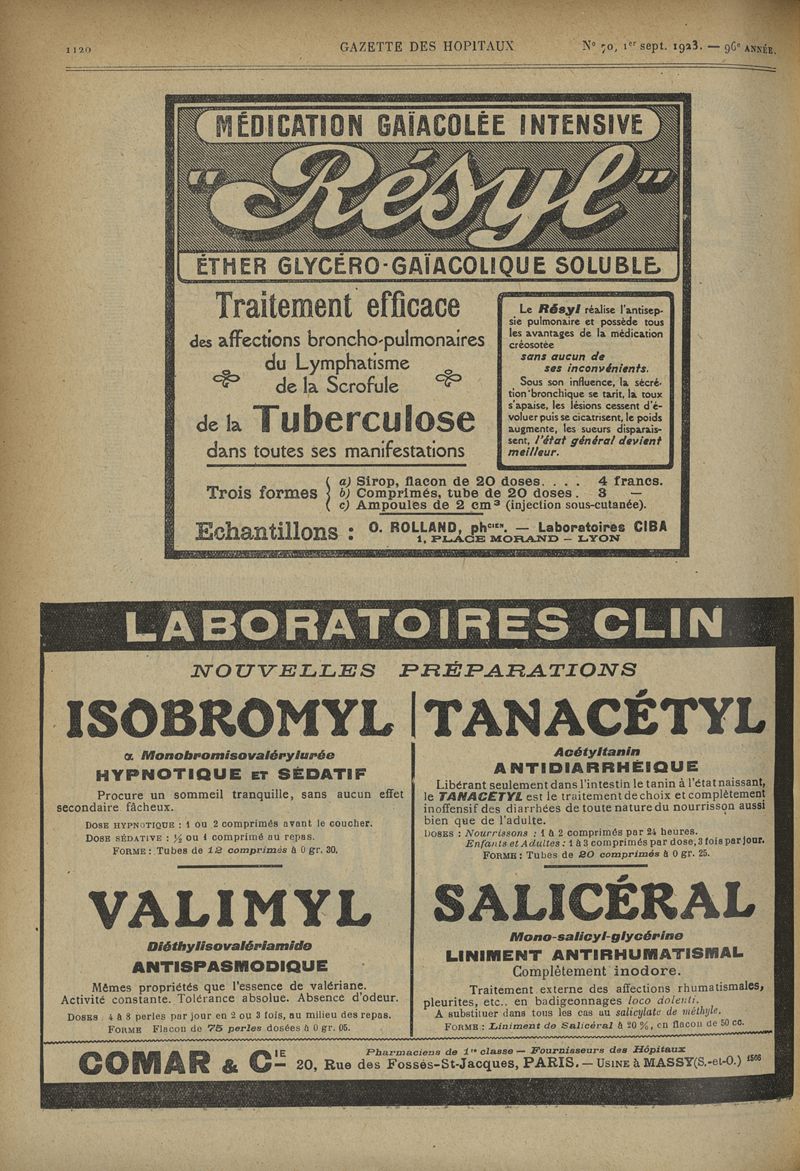 1120
GAZETTE DES HOPITAUX
N° 70, 1er sept. 1923. — 96e ANNÉE.
MÉDICATION GAÏACOLÉE INTENSIVE
"Résyl"
ÉTHER GLYCÉRO-GAÏACOLIQUE SOLUBLE
Traitement efficace
des affections broncho-pulmonaires
du Lymphatisme
de la Scrofule
de la Tuberculose
dans toutes ses manifestations
Le Résyl réalise l'antisep-
sie pulmonaire et possède tous
les avantages de la médication
créosotée
sans aucun de
ses inconvénients.
Sous son influence, la sécré-
tion bronchique se tarit, la toux
s'apaise, les lésions cessent d'é-
voluer puis se cicatrisent, le poids
augmente, les sueurs disparais-
sent, l'état général devient
meilleur.
Trois formes
a) Sirop, flacon de 20 doses. . . . 4 francs.
b) Comprimés, tube de 20 doses. 3 —
c) Ampoules de 2 cm³ (injection sous-cutanée).
Echantillons :
O. ROLLAND, phcien. — Laboratoires CIBA
1, PLACE MORAND — LYON
LABORATOIRES CLIN
NOUVELLES PRÉPARATIONS
ISOBROMYL
α Monobromisovalérylurée
HYPNOTIQUE ET SÉDATIF
Procure un sommeil tranquille, sans aucun effet
secondaire fâcheux.
DOSE HYPNOTIQUE : 1 ou 2 comprimés avant le coucher.
DOSE SÉDATIVE : ½ ou 1 comprimé au repas.
FORME : Tubes de 12 comprimés à 0 gr. 30.
TANACÉTYL
Acétyltanin
ANTIDIARRHÉIQUE
Libérant seulement dans l'intestin le tanin à l'état naissant,
le TANACÉTYL est le traitement de choix et complètement
inoffensif des diarrhées de toute nature du nourrisson aussi
bien que de l'adulte.
DOSES : Nourrissons : 1 à 2 comprimés par 24 heures.
Enfants et Adultes : 1 à 3 comprimés par dose, 3 fois par jour.
FORME : Tubes de 20 comprimés à 0 gr. 25.
VALIMYL
Diéthylisovalériamide
ANTISPASMODIQUE
Mêmes propriétés que l'essence de valériane.
Activité constante. Tolérance absolue. Absence d'odeur.
DOSES : 4 à 8 perles par jour en 2 ou 3 fois, au milieu des repas.
FORME Flacon de 75 perles dosées à 0 gr. 05.
SALICÉRAL
Mono-salicyl-glycérine
LINIMENT ANTIRHUMATISMAL
Complètement inodore.
Traitement externe des affections rhumatismales,
pleurites, etc.. en badigeonnages loco dolenti.
A substituer dans tous les cas au salicylate de méthyle.
FORME : Liniment de Salicéral à 20 %, en flacon de 50 cc.
COMAR & CIE
Pharmaciens de 1re classe — Fournisseurs des Hôpitaux
20, Rue des Fossés-St-Jacques, PARIS. — USINE à MASSY (S.-et-O.) 1508